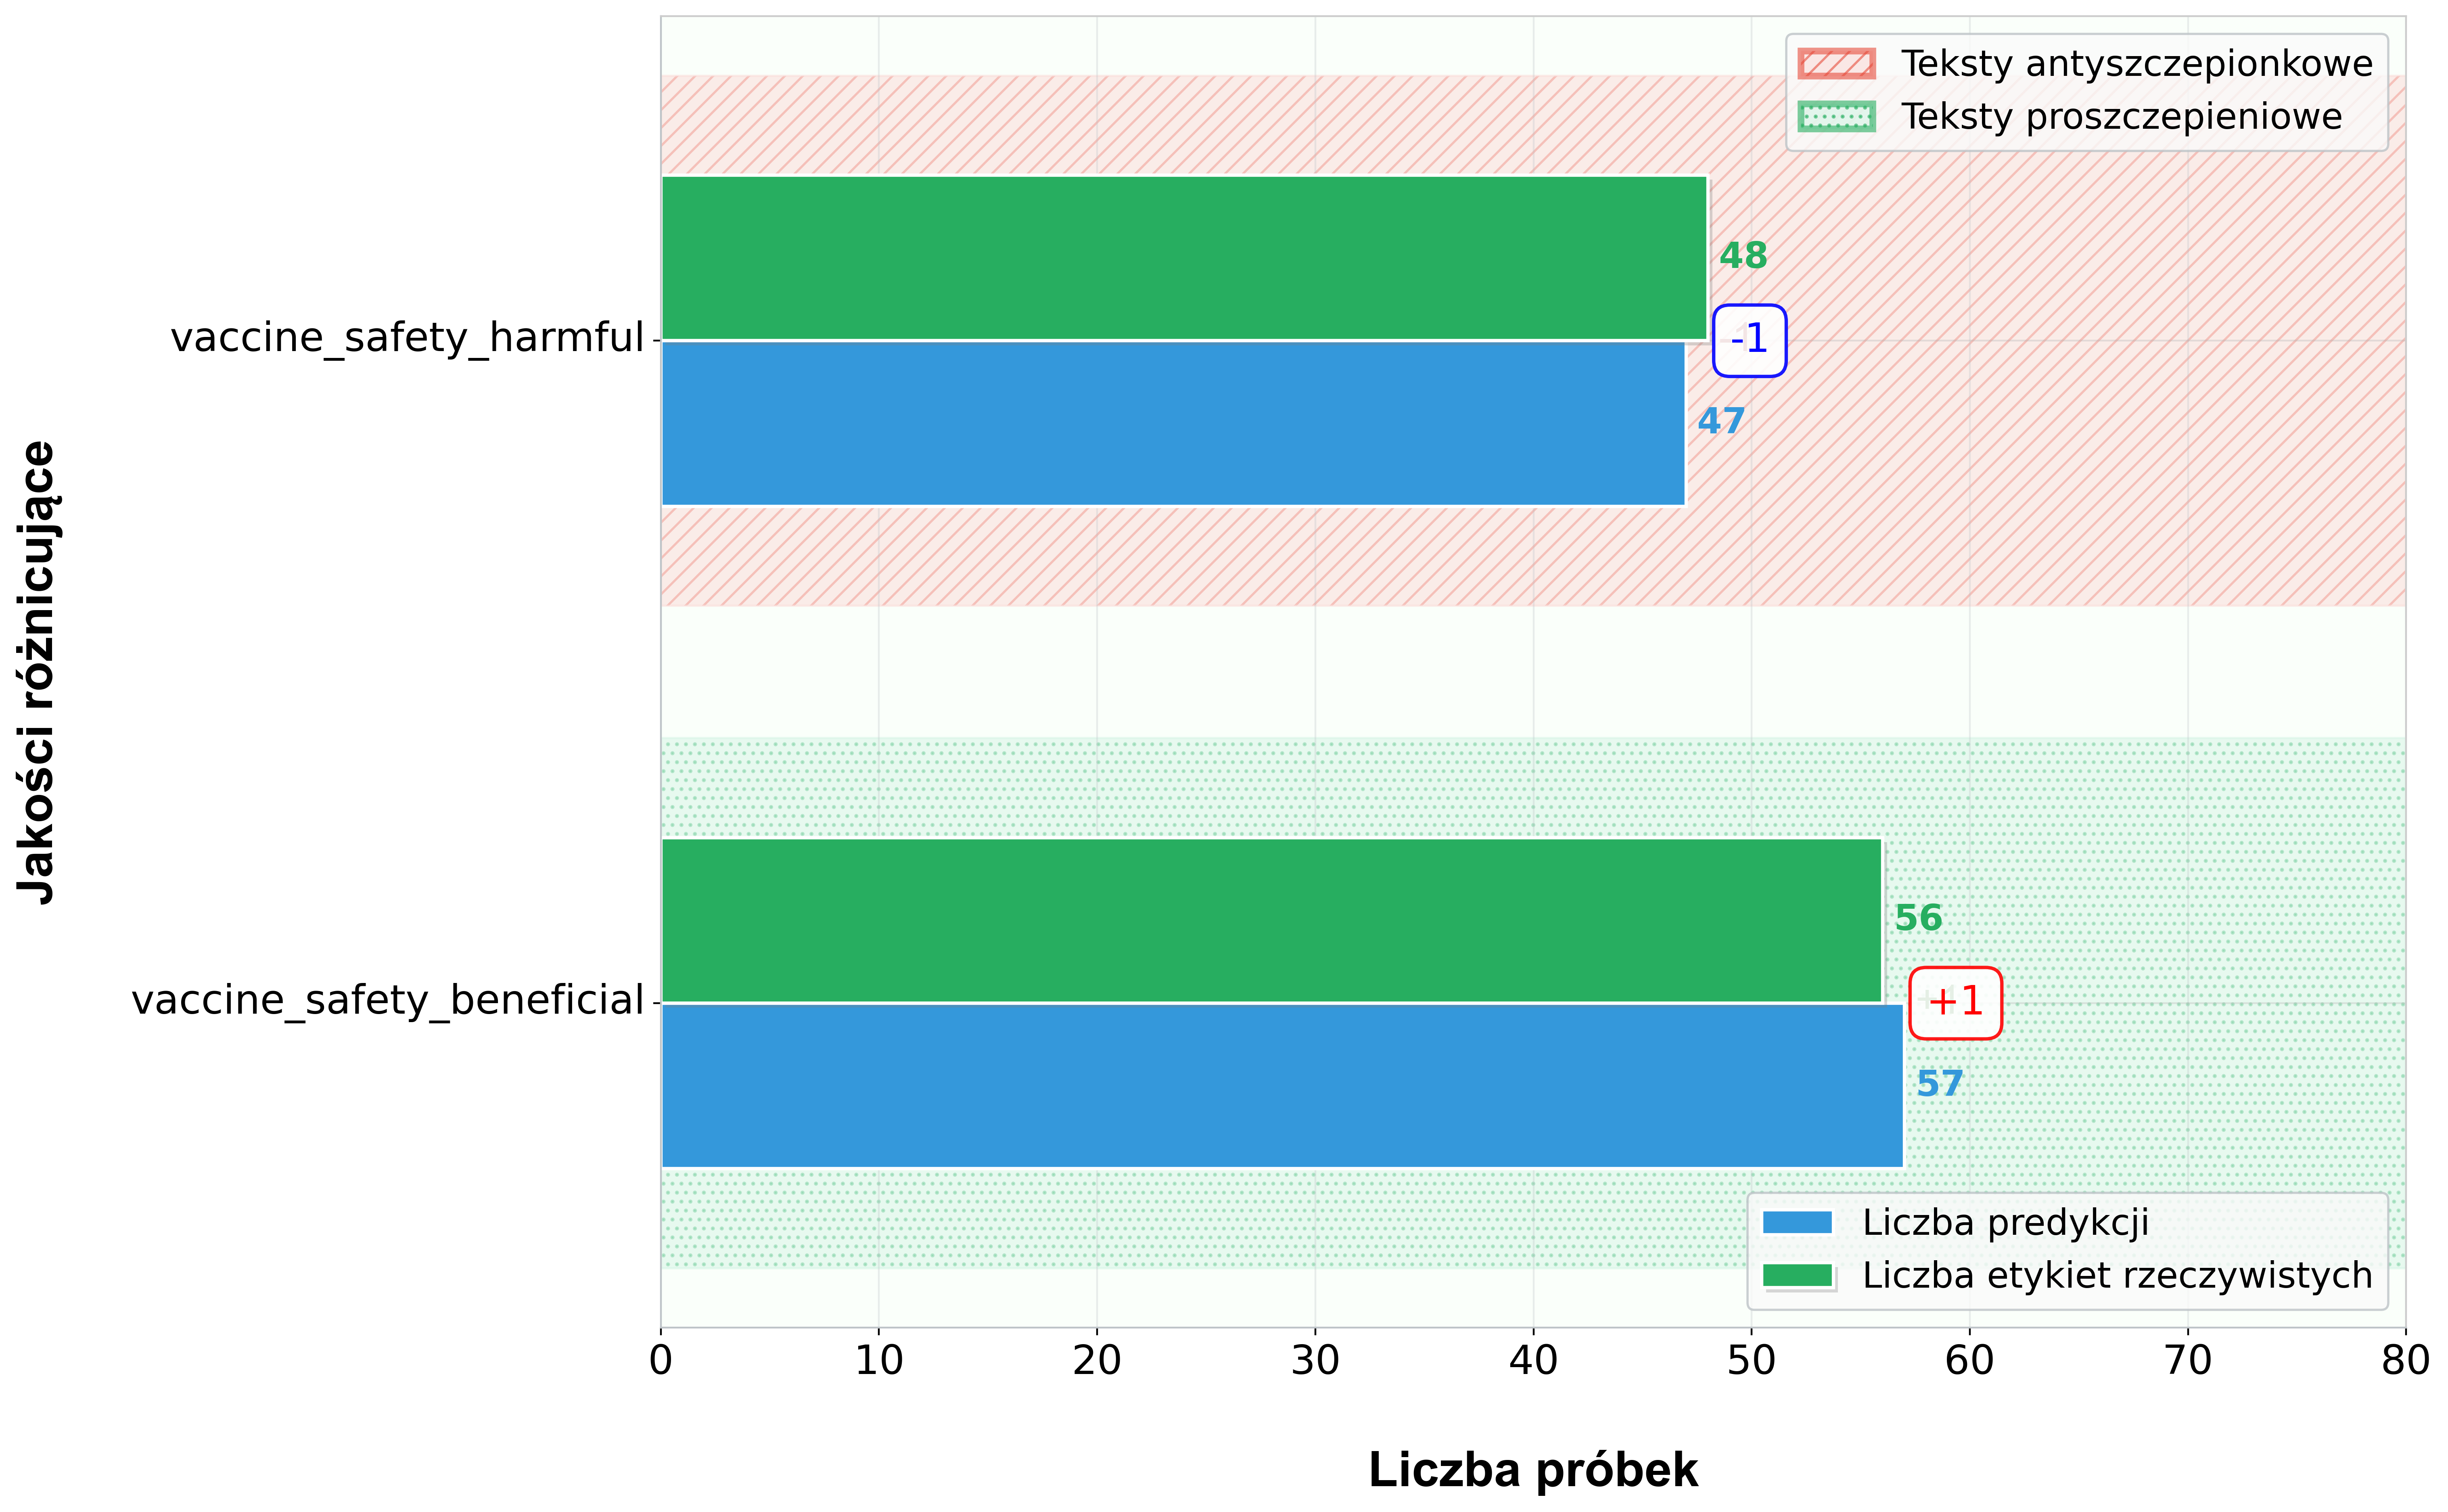 Teksty antyszczepionkowe
Teksty proszczepieniowe
48
vaccine_safety_harmful
-1
47
Jakości różnicujące
56
vaccine_safety_beneficial
+1
57
Liczba predykcji
Liczba etykiet rzeczywistych
0 10 20 30 40 50 60 70 80
Liczba próbek